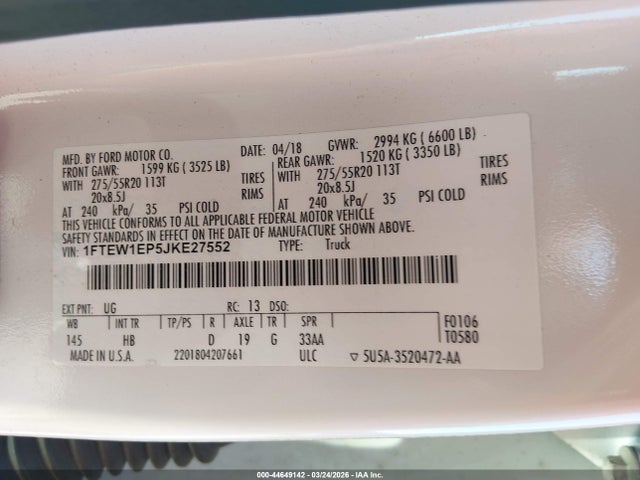 MFD. BY FORD MOTOR CO. DATE: 04/18 GVWR: 2994 KG ( 6600 LB)
FRONT GAWR: 1599 KG ( 3525 LB) REAR GAWR: 1520 KG ( 3350 LB)
WITH 275/55R20 113T TIRES WITH 275/55R20 113T TIRES
20x8.5J RIMS 20x8.5J RIMS
AT 240 kPa/ 35 PSI COLD AT 240 kPa/ 35 PSI COLD
THIS VEHICLE CONFORMS TO ALL APPLICABLE FEDERAL MOTOR VEHICLE
SAFETY STANDARDS IN EFFECT ON THE DATE OF MANUFACTURE SHOWN ABOVE.
VIN: 1FTEW1EP5JKE27552 TYPE: Truck
EXT PNT: UG RC: 13 DSO:
WB INT TR TP/PS R AXLE TR SPR F0106
145 HB D 19 G 33AA T0580
MADE IN U.S.A. 2201804207661 ULC ▽ 5U5A-3520472-AA
000-44649142 - 03/24/2026 - IAA Inc.